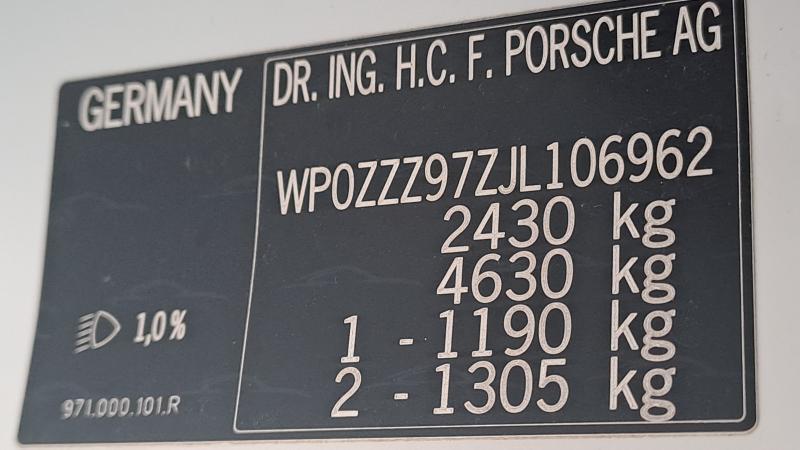 GERMANY
DR. ING. H.C. F. PORSCHE AG
WP0ZZZ97ZJL106962
2430 kg
4630 kg
1 - 1190 kg
2 - 1305 kg
1,0%
971.000.101.R